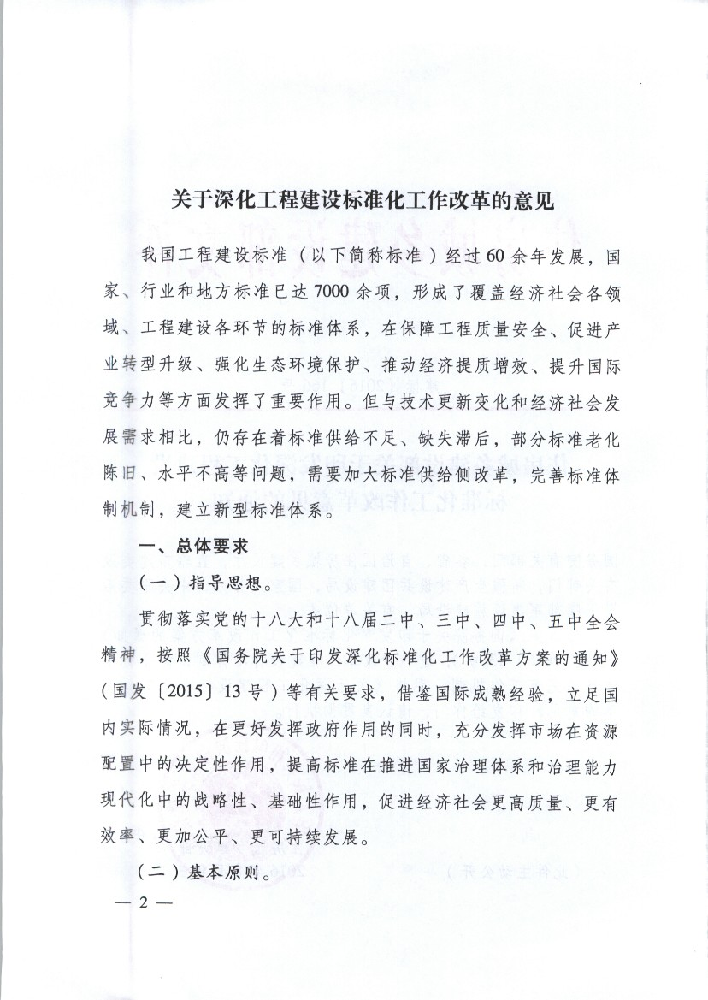 关于深化工程建设标准化工作改革的意见
我国工程建设标准（以下简称标准）经过60余年发展，国
家、行业和地方标准已达7000余项，形成了覆盖经济社会各领
域、工程建设各环节的标准体系，在保障工程质量安全、促进产
业转型升级、强化生态环境保护、推动经济提质增效、提升国际
竞争力等方面发挥了重要作用。但与技术更新变化和经济社会发
展需求相比，仍存在着标准供给不足、缺失滞后，部分标准老化
陈旧、水平不高等问题，需要加大标准供给侧改革，完善标准体
制机制，建立新型标准体系。
一、总体要求
（一）指导思想。
贯彻落实党的十八大和十八届二中、三中、四中、五中全会
精神，按照《国务院关于印发深化标准化工作改革方案的通知》
（国发〔2015〕13号）等有关要求，借鉴国际成熟经验，立足国
内实际情况，在更好发挥政府作用的同时，充分发挥市场在资源
配置中的决定性作用，提高标准在推进国家治理体系和治理能力
现代化中的战略性、基础性作用，促进经济社会更高质量、更有
效率、更加公平、更可持续发展。
（二）基本原则。
— 2 —